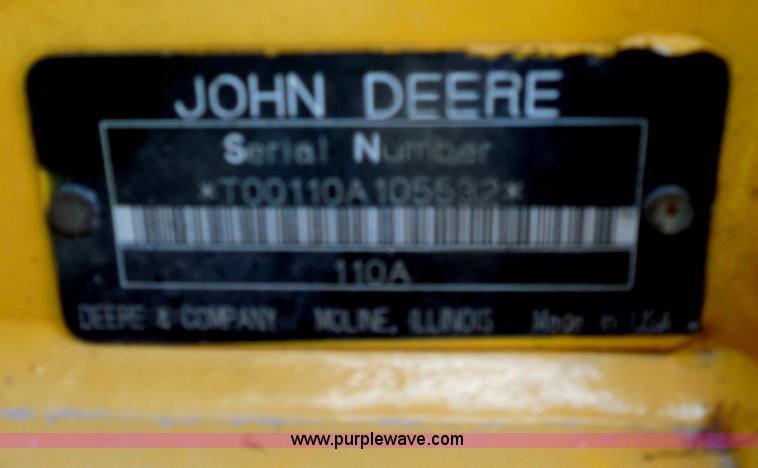 JOHN DEERE
Serial Number
*T00110A105532*
110A
DEERE & COMPANY MOLINE, ILLINOIS Made in USA
www.purplewave.com